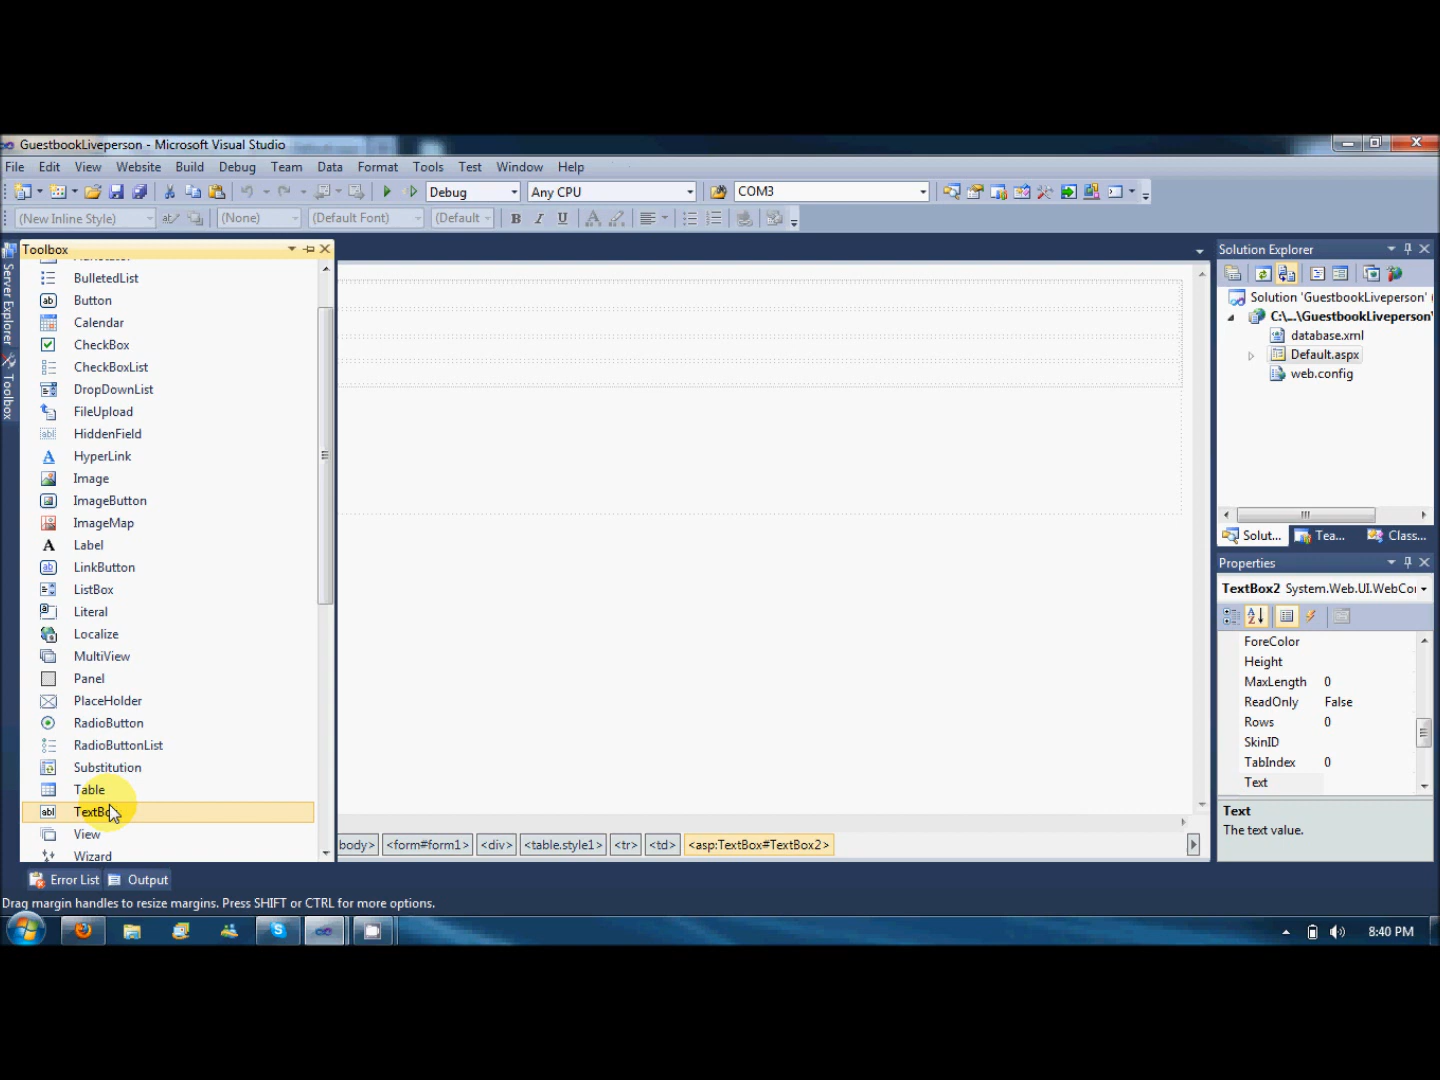 GuestbookLiveperson - Microsoft Visual Studio
File Edit View Website Build Debug Team Data Format Tools Test Window Help
Debug Any CPU COM3
(New Inline Style) (None) (Default Font) (Default B I U A
Toolbox
Server Explorer
Toolbox
BulletedList
Button
Calendar
CheckBox
CheckBoxList
DropDownList
FileUpload
HiddenField
HyperLink
Image
ImageButton
ImageMap
Label
LinkButton
ListBox
Literal
Localize
MultiView
Panel
PlaceHolder
RadioButton
RadioButtonList
Substitution
Table
View
Wizard
body> <form#form1> <div> <table.style1> <tr> <td> <asp:TextBox#TextBox2>
Solution Explorer
Solution 'GuestbookLiveperson' (
C:\...\GuestbookLiveperson\
database.xml
Default.aspx
web.config
Solut... Tea... Class...
Properties
TextBox2 System.Web.UI.WebCo
ForeColor
Height
MaxLength 0
ReadOnly False
Rows 0
SkinID
TabIndex 0
Text
Text
The text value.
Error List Output
Drag margin handles to resize margins. Press SHIFT or CTRL for more options.
8:40 PM